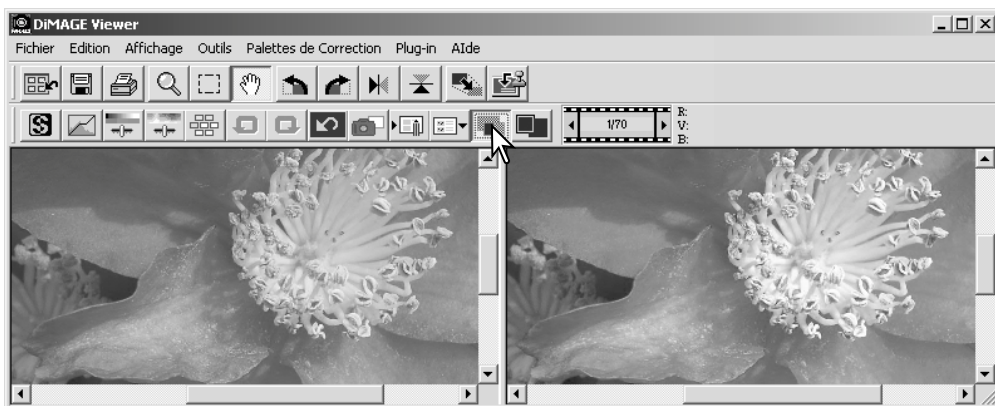 DiMAGE Viewer
Fichier Edition Affichage Outils Palettes de Correction Plug-in AIde
S
1/70
R:
V:
B: